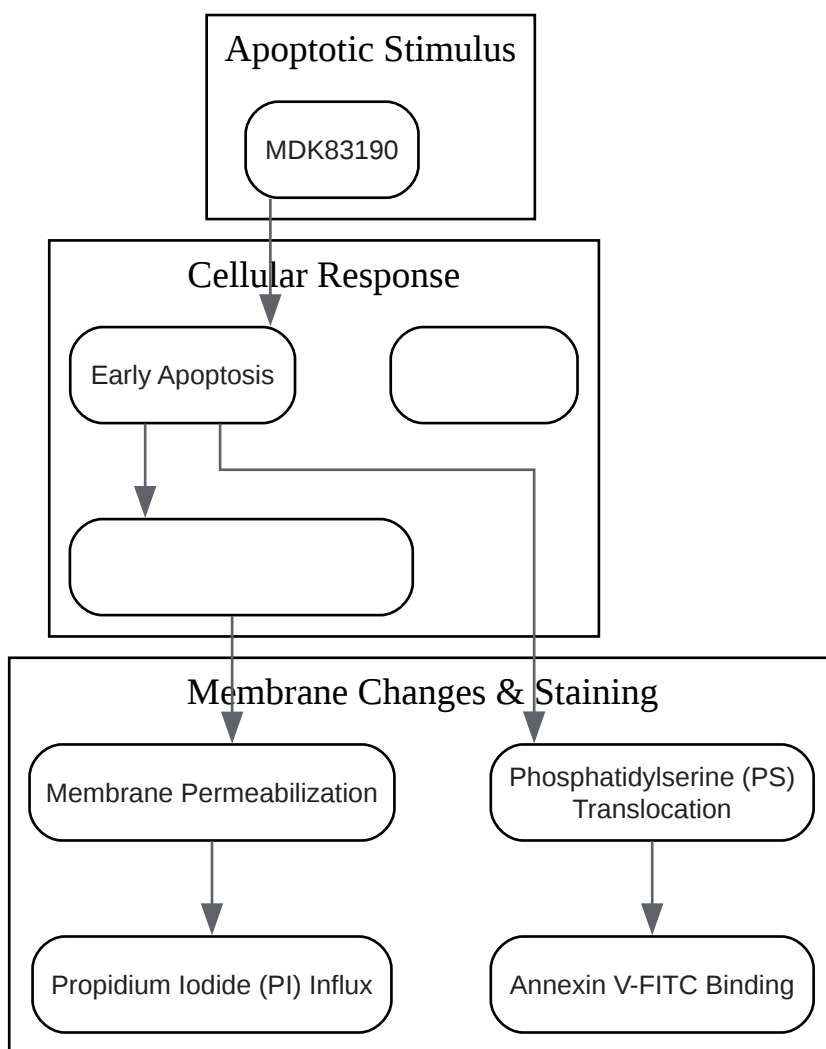 Apoptotic Stimulus
MDK83190
Cellular Response
Early Apoptosis
Membrane Changes & Staining
Membrane Permeabilization
Phosphatidylserine (PS)
Translocation
Propidium Iodide (PI) Influx
Annexin V-FITC Binding